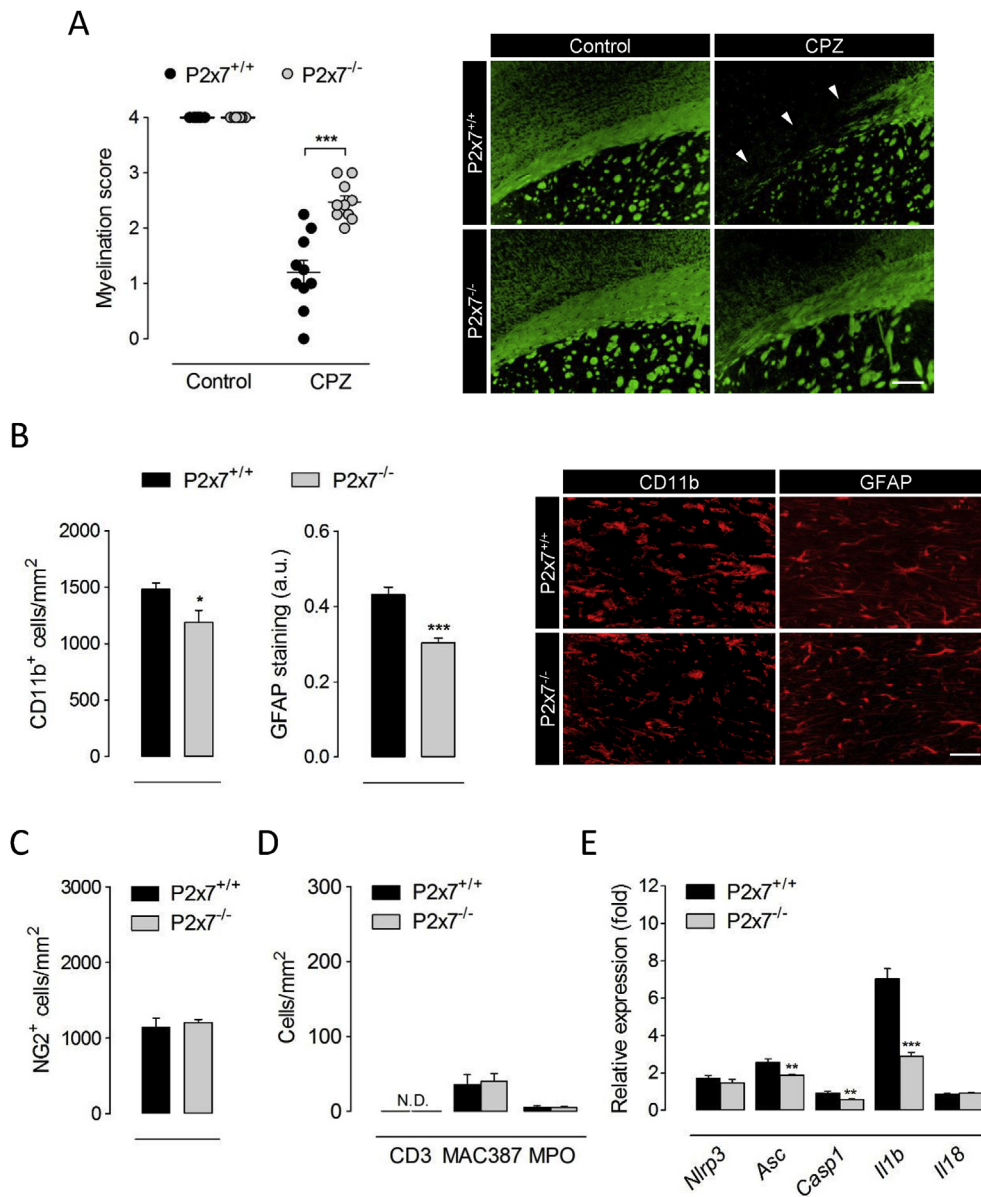 A
P2x7+/+ P2x7-/-
Myelination score
4
3
2
1
0
***
Control CPZ
Control CPZ
P2x7+/+
P2x7-/-
B
P2x7+/+ P2x7-/-
CD11b+ cells/mm2
2000
1500
1000
500
0
*
GFAP staining (a.u.)
0.6
0.4
0.2
0.0
***
CD11b GFAP
P2x7+/+
P2x7-/-
C
P2x7+/+
P2x7-/-
NG2+ cells/mm2
3000
2000
1000
0
D
P2x7+/+
P2x7-/-
Cells/mm2
300
200
100
0
N.D.
CD3 MAC387 MPO
E
P2x7+/+
P2x7-/-
Relative expression (fold)
12
10
8
6
4
2
0
**
**
***
Nlrp3 Asc Casp1 Il1b Il18